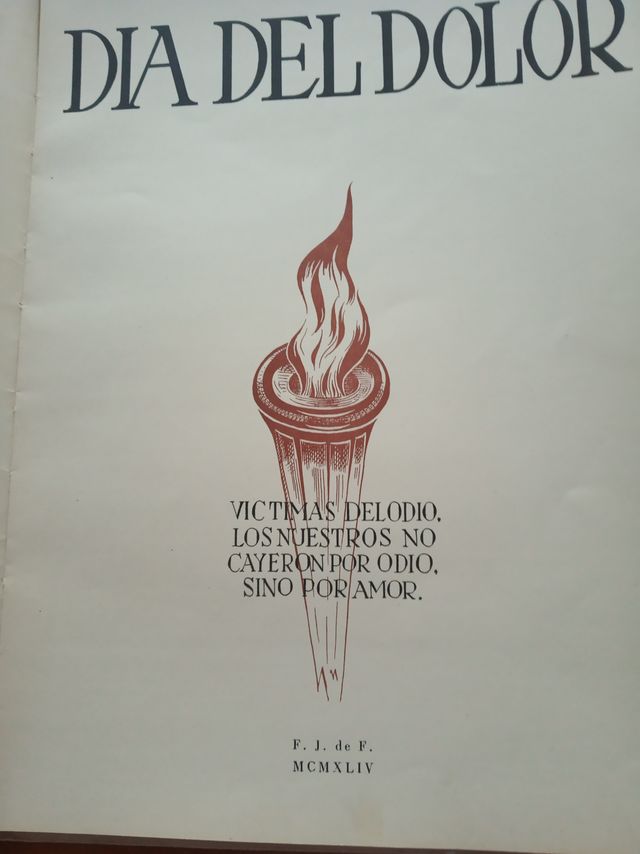 DIA DEL DOLOR
VICTIMAS DEL ODIO,
LOS NUESTROS NO
CAYERON POR ODIO,
SINO POR AMOR.
F. J. de F.
MCMXLIV